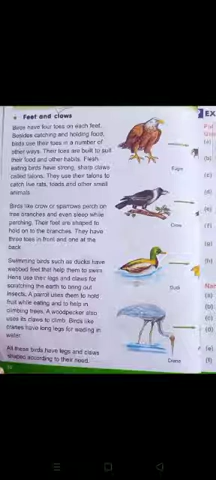 Feet and claws
Birds have four toes on each feet.
Besides catching and holding food,
birds use their toes in a number of
other ways. Their toes are built to suit
their food and other habits. Flesh
eating birds have strong, sharp claws
called talons. They use their talons to
catch live rats, toads and other small
animals.
Birds like crow or sparrows perch on
tree branches and even sleep while
perching. Their feet are shaped to
hold on to the branches. They have
three toes in front and one at the
back.
Swimming birds such as ducks have
webbed feet that help them to swim.
Hens use their legs and claws for
scratching the earth to bring out
insects. A parrot uses them to hold
fruit while eating and to help in
climbing trees. A woodpecker also
uses its claws to climb. Birds like
cranes have long legs for wading in
water.
All these birds have legs and claws
shaped according to their need.
Eagle
Crow
Duck
Crane
EX
(a)
(b)
(c)
(d)
(e)
(f)
(g)
(h)
Nam
(a)
(b)
(c)
(d)
(e)
(f)